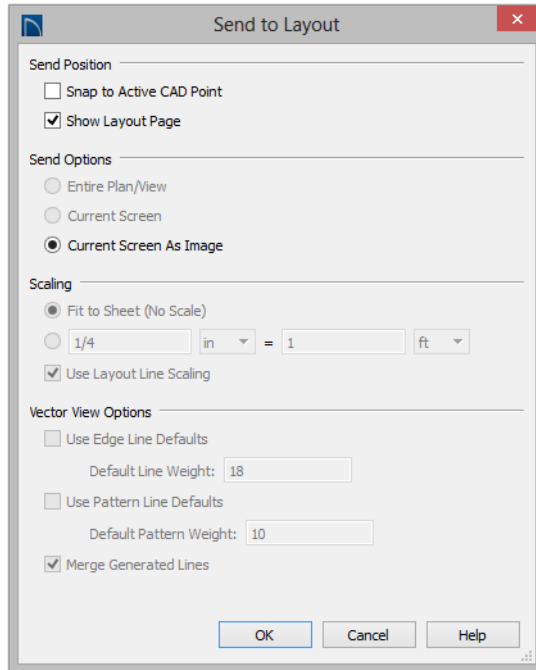 Send to Layout
Send Position
Snap to Active CAD Point
Show Layout Page
Send Options
Entire Plan/View
Current Screen
Current Screen As Image
Scaling
Fit to Sheet (No Scale)
1/4 in = 1 ft
Use Layout Line Scaling
Vector View Options
Use Edge Line Defaults
Default Line Weight: 18
Use Pattern Line Defaults
Default Pattern Weight: 10
Merge Generated Lines
OK Cancel Help